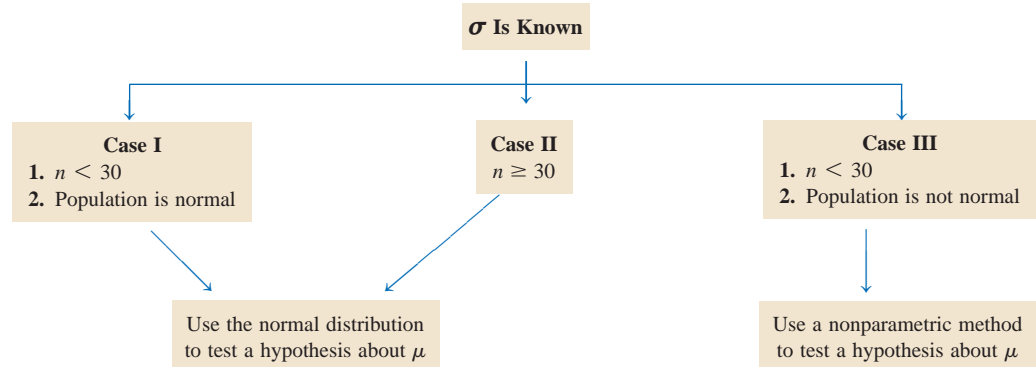 σ Is Known
Case I
1. n < 30
2. Population is normal
Case II
n ≥ 30
Case III
1. n < 30
2. Population is not normal
Use the normal distribution
to test a hypothesis about μ
Use a nonparametric method
to test a hypothesis about μ